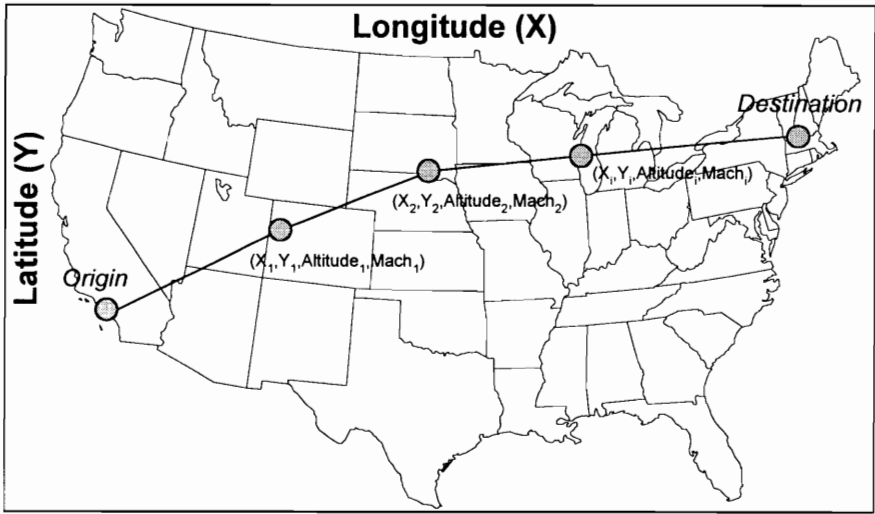 Longitude (X)
Latitude (Y)
Destination
(Xᵢ,Yᵢ,Altitudeᵢ,Machᵢ)
(X₂,Y₂,Altitude₂,Mach₂)
(X₁,Y₁,Altitude₁,Mach₁)
Origin